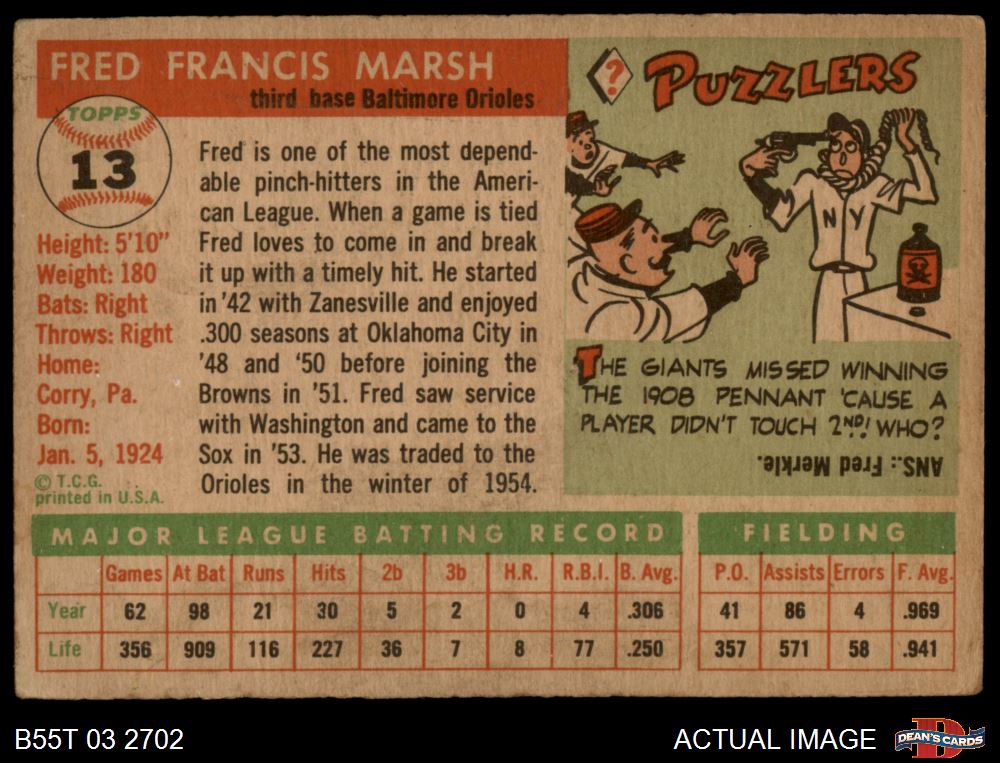 FRED FRANCIS MARSH
third base Baltimore Orioles
TOPPS
13
Height: 5'10"
Weight: 180
Bats: Right
Throws: Right
Home:
Corry, Pa.
Born:
Jan. 5, 1924
© T.C.G.
printed in U.S.A.
Fred is one of the most depend-
able pinch-hitters in the Ameri-
can League. When a game is tied
Fred loves to come in and break
it up with a timely hit. He started
in '42 with Zanesville and enjoyed
.300 seasons at Oklahoma City in
'48 and '50 before joining the
Browns in '51. Fred saw service
with Washington and came to the
Sox in '53. He was traded to the
Orioles in the winter of 1954.
? PUZZLERS
NY
THE GIANTS MISSED WINNING
THE 1908 PENNANT 'CAUSE A
PLAYER DIDN'T TOUCH 2ND! WHO?
ANS.: Fred Merkle.
MAJOR LEAGUE BATTING RECORD
Games At Bat Runs Hits 2b 3b H.R. R.B.I. B. Avg.
Year 62 98 21 30 5 2 0 4 .306
Life 356 909 116 227 36 7 8 77 .250
FIELDING
P.O. Assists Errors F. Avg.
41 86 4 .969
357 571 58 .941
B55T 03 2702
ACTUAL IMAGE
D
DEAN'S CARDS